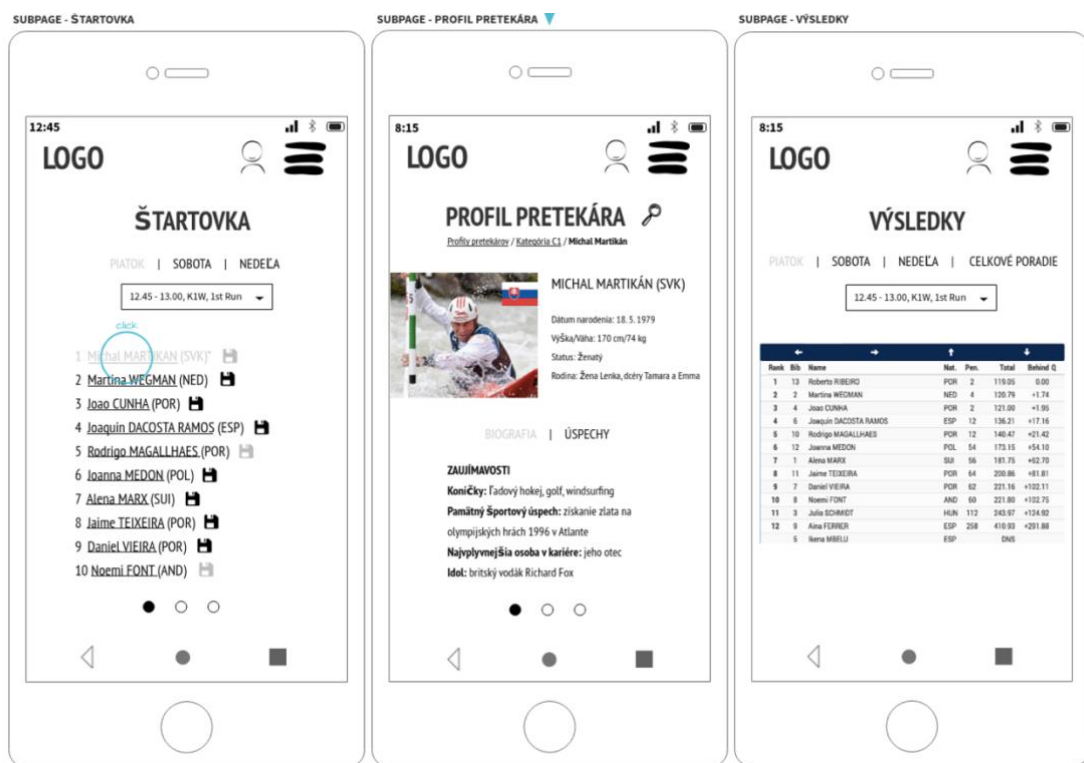 SUBPAGE - ŠTARTOVKA
12:45
LOGO
ŠTARTOVKA
PIATOK | SOBOTA | NEDEĽA
12.45 - 13.00, K1W, 1st Run
click
1 Michal MARTIKAN (SVK)*
2 Martina WEGMAN (NED)
3 Joao CUNHA (POR)
4 Joaquin DACOSTA RAMOS (ESP)
5 Rodrigo MAGALLHAES (POR)
6 Joanna MEDON (POL)
7 Alena MARX (SUI)
8 Jaime TEIXEIRA (POR)
9 Daniel VIEIRA (POR)
10 Noemi FONT (AND)
SUBPAGE - PROFIL PRETEKÁRA
8:15
LOGO
PROFIL PRETEKÁRA
Profily pretekárov / Kategória C1 / Michal Martikán
MICHAL MARTIKÁN (SVK)
Dátum narodenia: 18. 5. 1979
Výška/Váha: 170 cm/74 kg
Status: Ženatý
Rodina: Žena Lenka, dcéry Tamara a Emma
BIOGRAFIA | ÚSPECHY
ZAUJÍMAVOSTI
Koníčky: ľadový hokej, golf, windsurfing
Pamätný športový úspech: získanie zlata na
olympijských hrách 1996 v Atlante
Najvplyvnejšia osoba v kariére: jeho otec
Idol: britský vodák Richard Fox
SUBPAGE - VÝSLEDKY
8:15
LOGO
VÝSLEDKY
PIATOK | SOBOTA | NEDEĽA | CELKOVÉ PORADIE
12.45 - 13.00, K1W, 1st Run
Rank Bib Name Nat. Pen. Total Behind Q
1 13 Roberto RIBEIRO POR 2 119.05 0.00
2 2 Martina WEGMAN NED 4 120.79 +1.74
3 4 Joao CUNHA POR 2 121.00 +1.95
4 6 Joaquin DACOSTA RAMOS ESP 12 136.21 +17.16
5 10 Rodrigo MAGALLHAES POR 12 140.47 +21.42
6 12 Joanna MEDON POL 54 173.15 +54.10
7 1 Alena MARX SUI 56 181.75 +62.70
8 11 Jaime TEIXEIRA POR 64 200.86 +81.81
9 7 Daniel VIEIRA POR 62 221.16 +102.11
10 8 Noemi FONT AND 60 221.80 +102.75
11 3 Julia SCHMIDT HUN 112 243.97 +124.92
12 9 Aina FERRER ESP 258 410.93 +291.88
5 Ikena MBELU ESP DNS